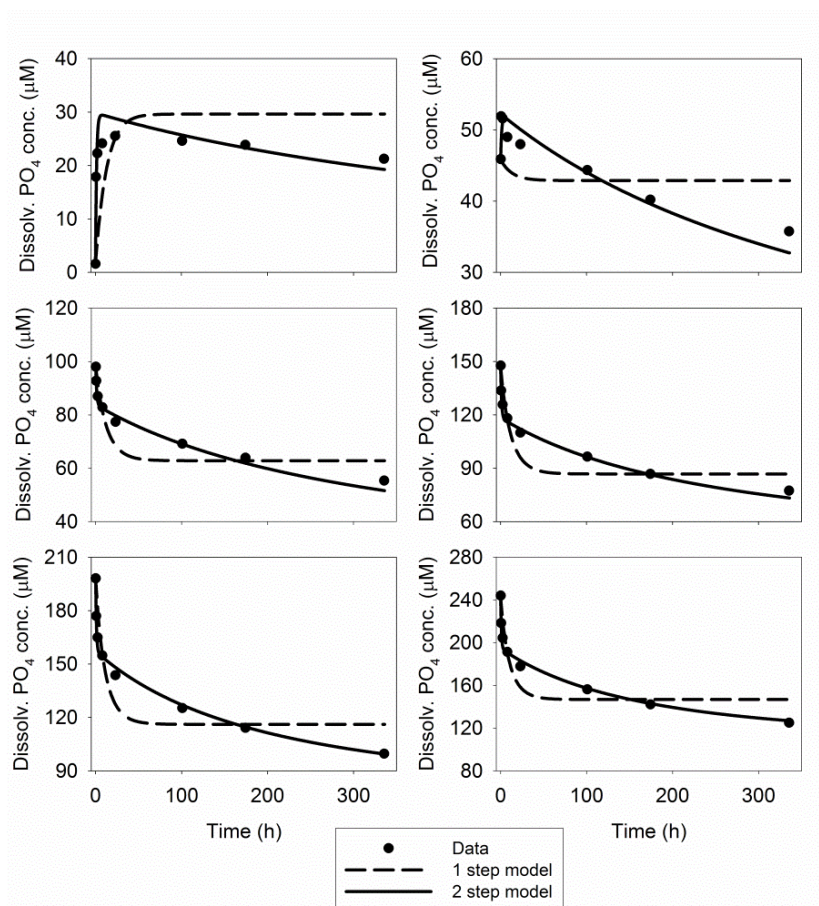 40
30
20
10
0
Dissolv. PO4 conc. (µM)
60
50
40
30
Dissolv. PO4 conc. (µM)
120
100
80
60
40
Dissolv. PO4 conc. (µM)
180
150
120
90
60
Dissolv. PO4 conc. (µM)
210
180
150
120
90
Dissolv. PO4 conc. (µM)
0 100 200 300
Time (h)
280
240
200
160
120
80
Dissolv. PO4 conc. (µM)
0 100 200 300
Time (h)
Data
1 step model
2 step model